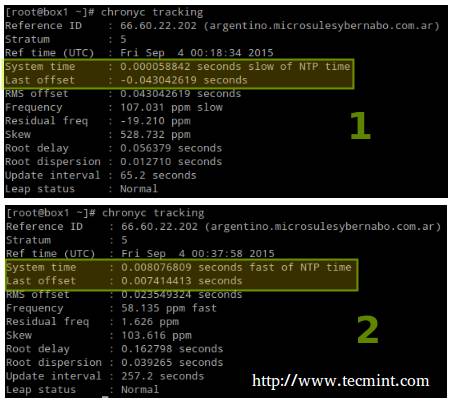 [root@box1 ~]# chronyc tracking
Reference ID    : 66.60.22.202 (argentino.microsulesybernabo.com.ar)
Stratum         : 5
Ref time (UTC)  : Fri Sep  4 00:18:34 2015
System time     : 0.000058842 seconds slow of NTP time
Last offset     : -0.043042619 seconds
RMS offset      : 0.043042619 seconds
Frequency       : 107.031 ppm slow
Residual freq   : -19.210 ppm
Skew            : 528.732 ppm
Root delay      : 0.056379 seconds
Root dispersion : 0.012710 seconds
Update interval : 65.2 seconds
Leap status     : Normal
1
[root@box1 ~]# chronyc tracking
Reference ID    : 66.60.22.202 (argentino.microsulesybernabo.com.ar)
Stratum         : 5
Ref time (UTC)  : Fri Sep  4 00:37:58 2015
System time     : 0.008076809 seconds fast of NTP time
Last offset     : 0.007414413 seconds
RMS offset      : 0.023549324 seconds
Frequency       : 58.135 ppm fast
Residual freq   : 1.626 ppm
Skew            : 103.616 ppm
Root delay      : 0.162798 seconds
Root dispersion : 0.039265 seconds
Update interval : 257.2 seconds
Leap status     : Normal
2
http://www.tecmint.com